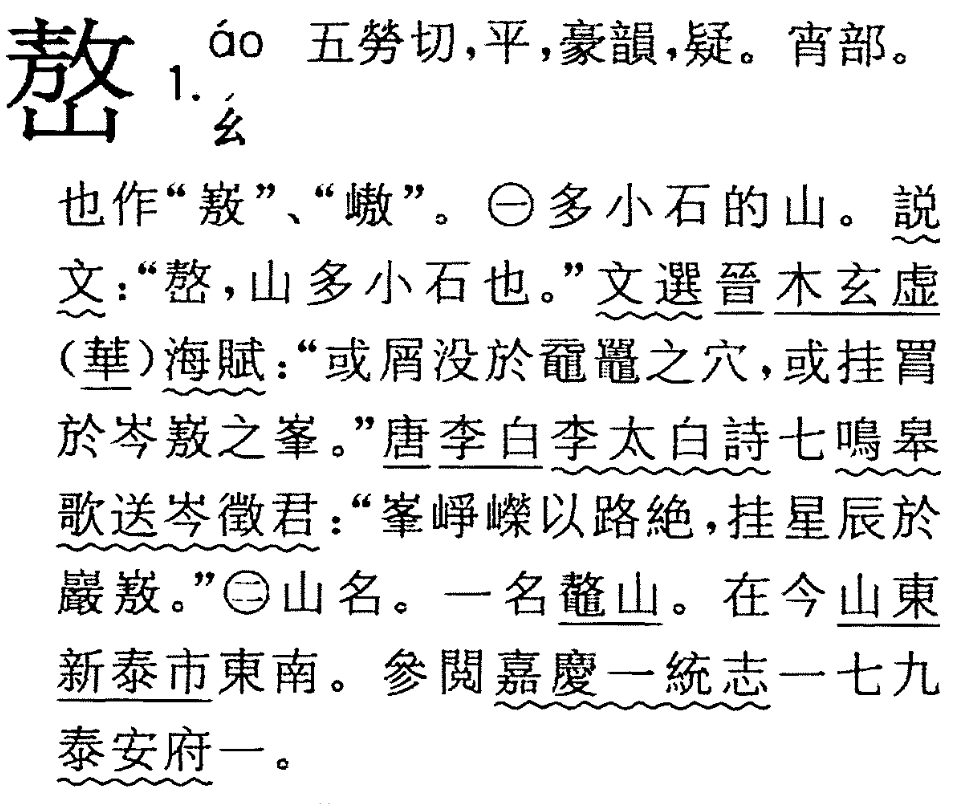 嶅 1. áo 五勞切，平，豪韻，疑。宵部。
ㄠˊ
也作“嶅”、“嶅”。㊀多小石的山。説
文：“嶅，山多小石也。”文選晉木玄虛
（華）海賦：“或屑没於黿鼉之穴，或挂罥
於岑嶅之峯。”唐李白李太白詩七鳴皋
歌送岑徵君：“峯崢嶸以路絶，挂星辰於
巖嶅。”㊁山名。一名鼇山。在今山東
新泰市東南。參閱嘉慶一統志一七九
泰安府一。